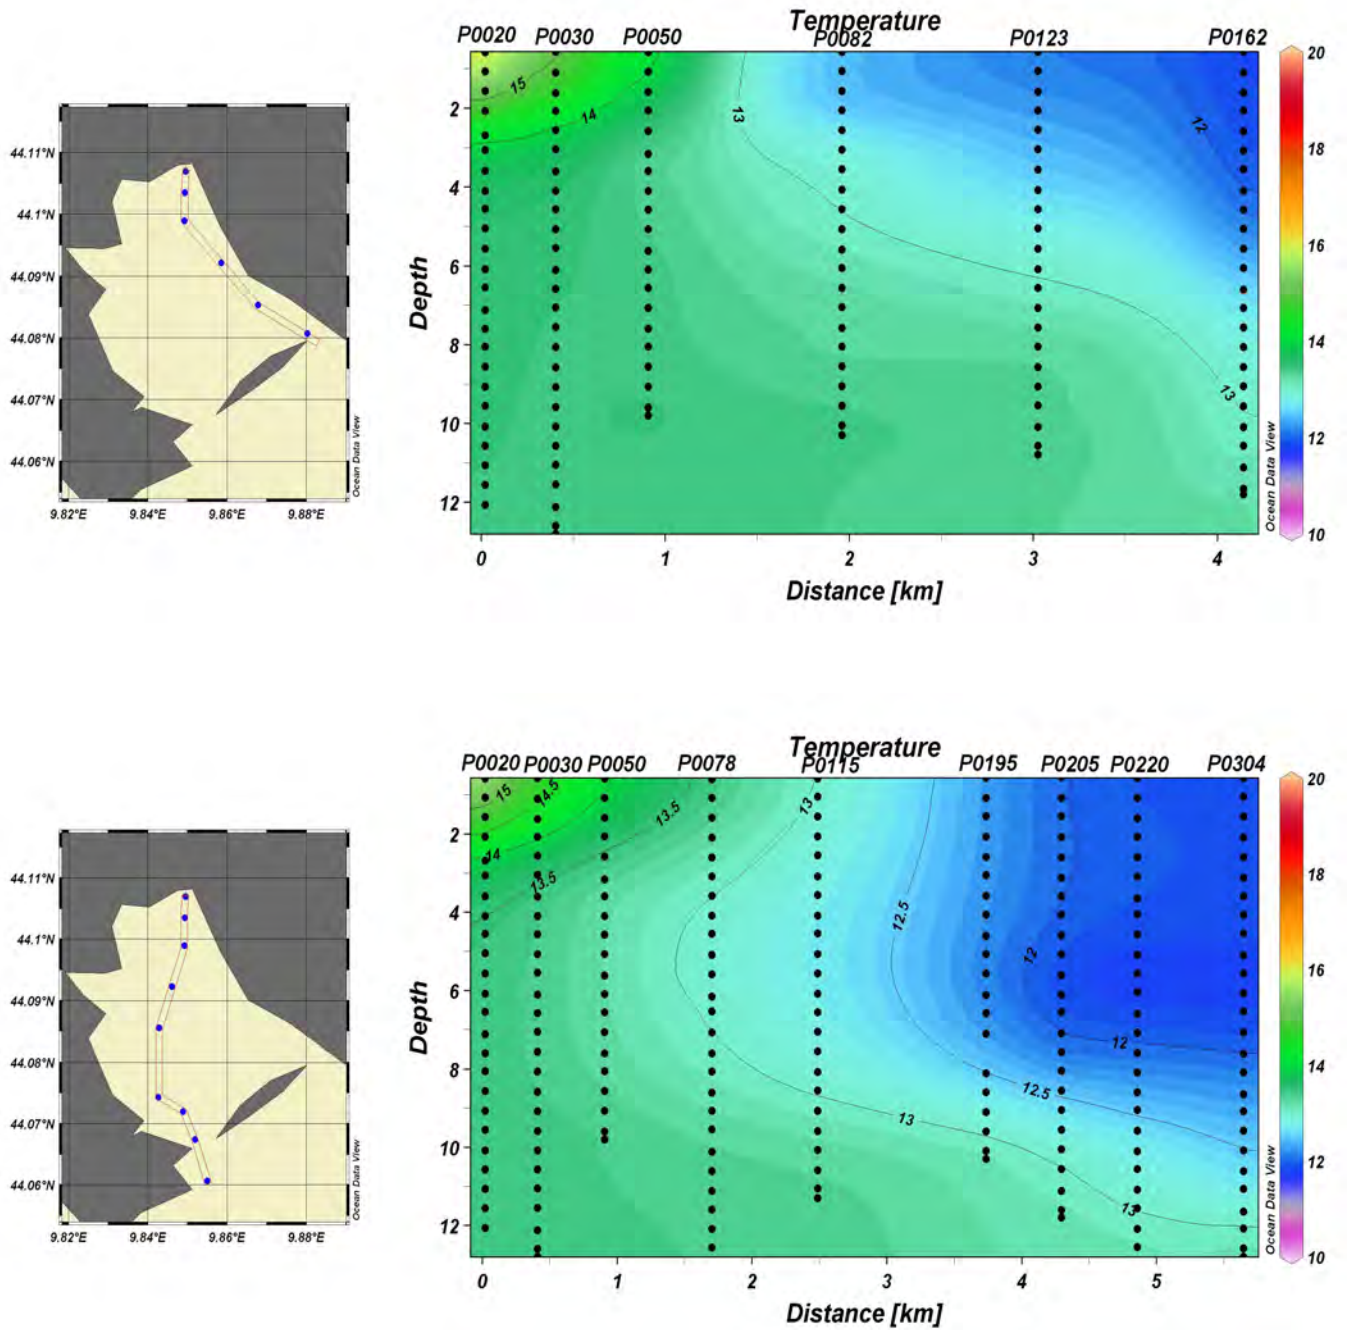 Temperature
P0020 P0030 P0050 P0082 P0123 P0162
44.11°N
44.1°N
44.09°N
44.08°N
44.07°N
44.06°N
9.82°E 9.84°E 9.86°E 9.88°E
Ocean Data View
Depth
2
4
6
8
10
12
15
14
13
12
13
0 1 2 3 4
Distance [km]
Ocean Data View
20
18
16
14
12
10
Temperature
P0020 P0030 P0050 P0078 P0115 P0195 P0205 P0220 P0304
44.11°N
44.1°N
44.09°N
44.08°N
44.07°N
44.06°N
9.82°E 9.84°E 9.86°E 9.88°E
Ocean Data View
Depth
2
4
6
8
10
12
15
14.5
14
13.5
13.5
13
12.5
12
12
12.5
13
13
0 1 2 3 4 5
Distance [km]
Ocean Data View
20
18
16
14
12
10